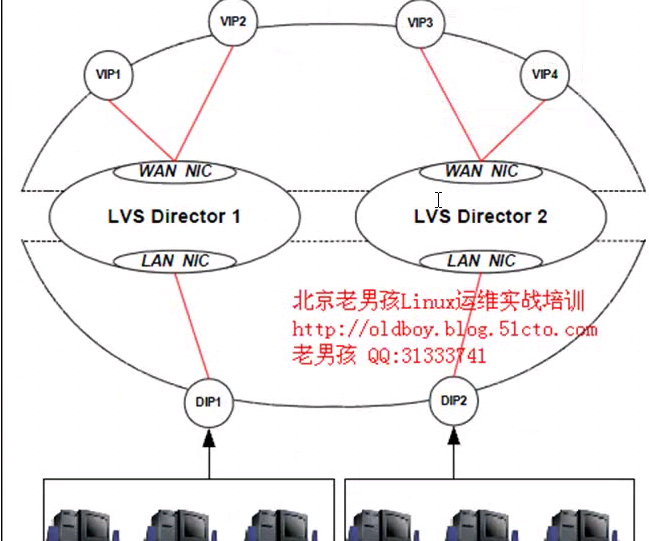 VIP2
VIP3
VIP1
VIP4
WAN NIC
WAN NIC
LVS Director 1
LVS Director 2
LAN NIC
LAN NIC
北京老男孩Linux运维实战培训
http://oldboy.blog.51cto.com
老男孩 QQ:31333741
DIP1
DIP2